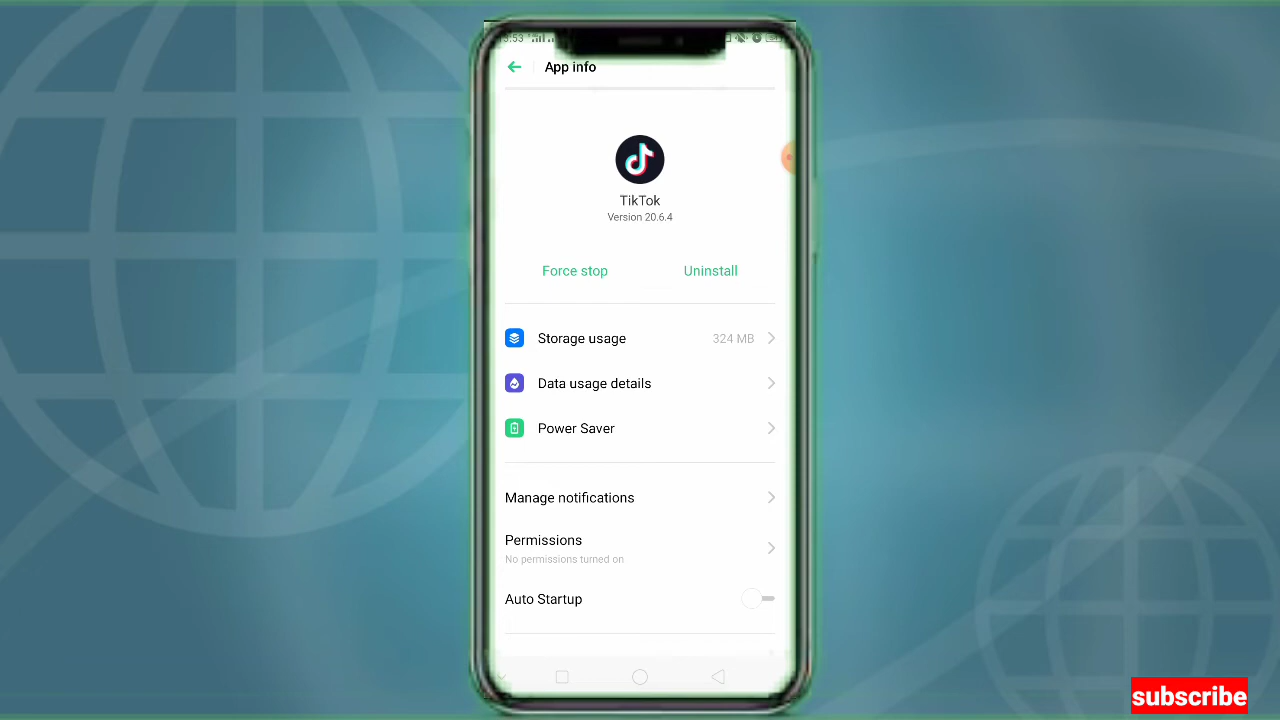 App info
TikTok
Version 20.6.4
Force stop
Uninstall
Storage usage
324 MB
Data usage details
Power Saver
Manage notifications
Permissions
No permissions turned on
Auto Startup
subscribe